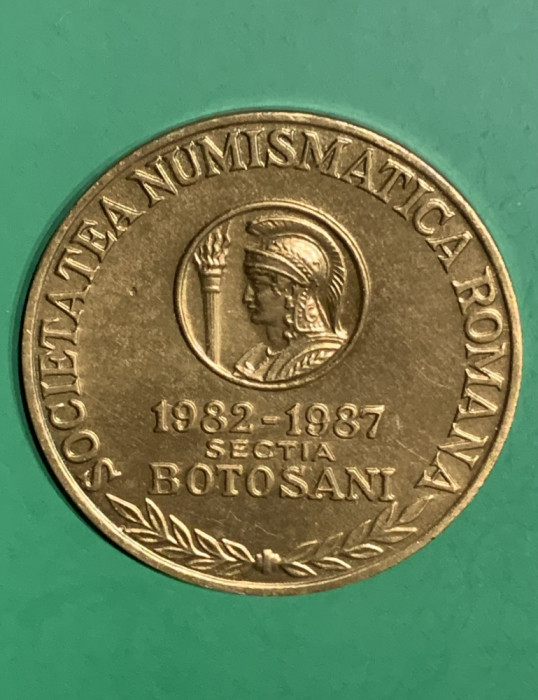 SOCIETATEA NUMISMATICA ROMANA
1982-1987
SECTIA
BOTOSANI